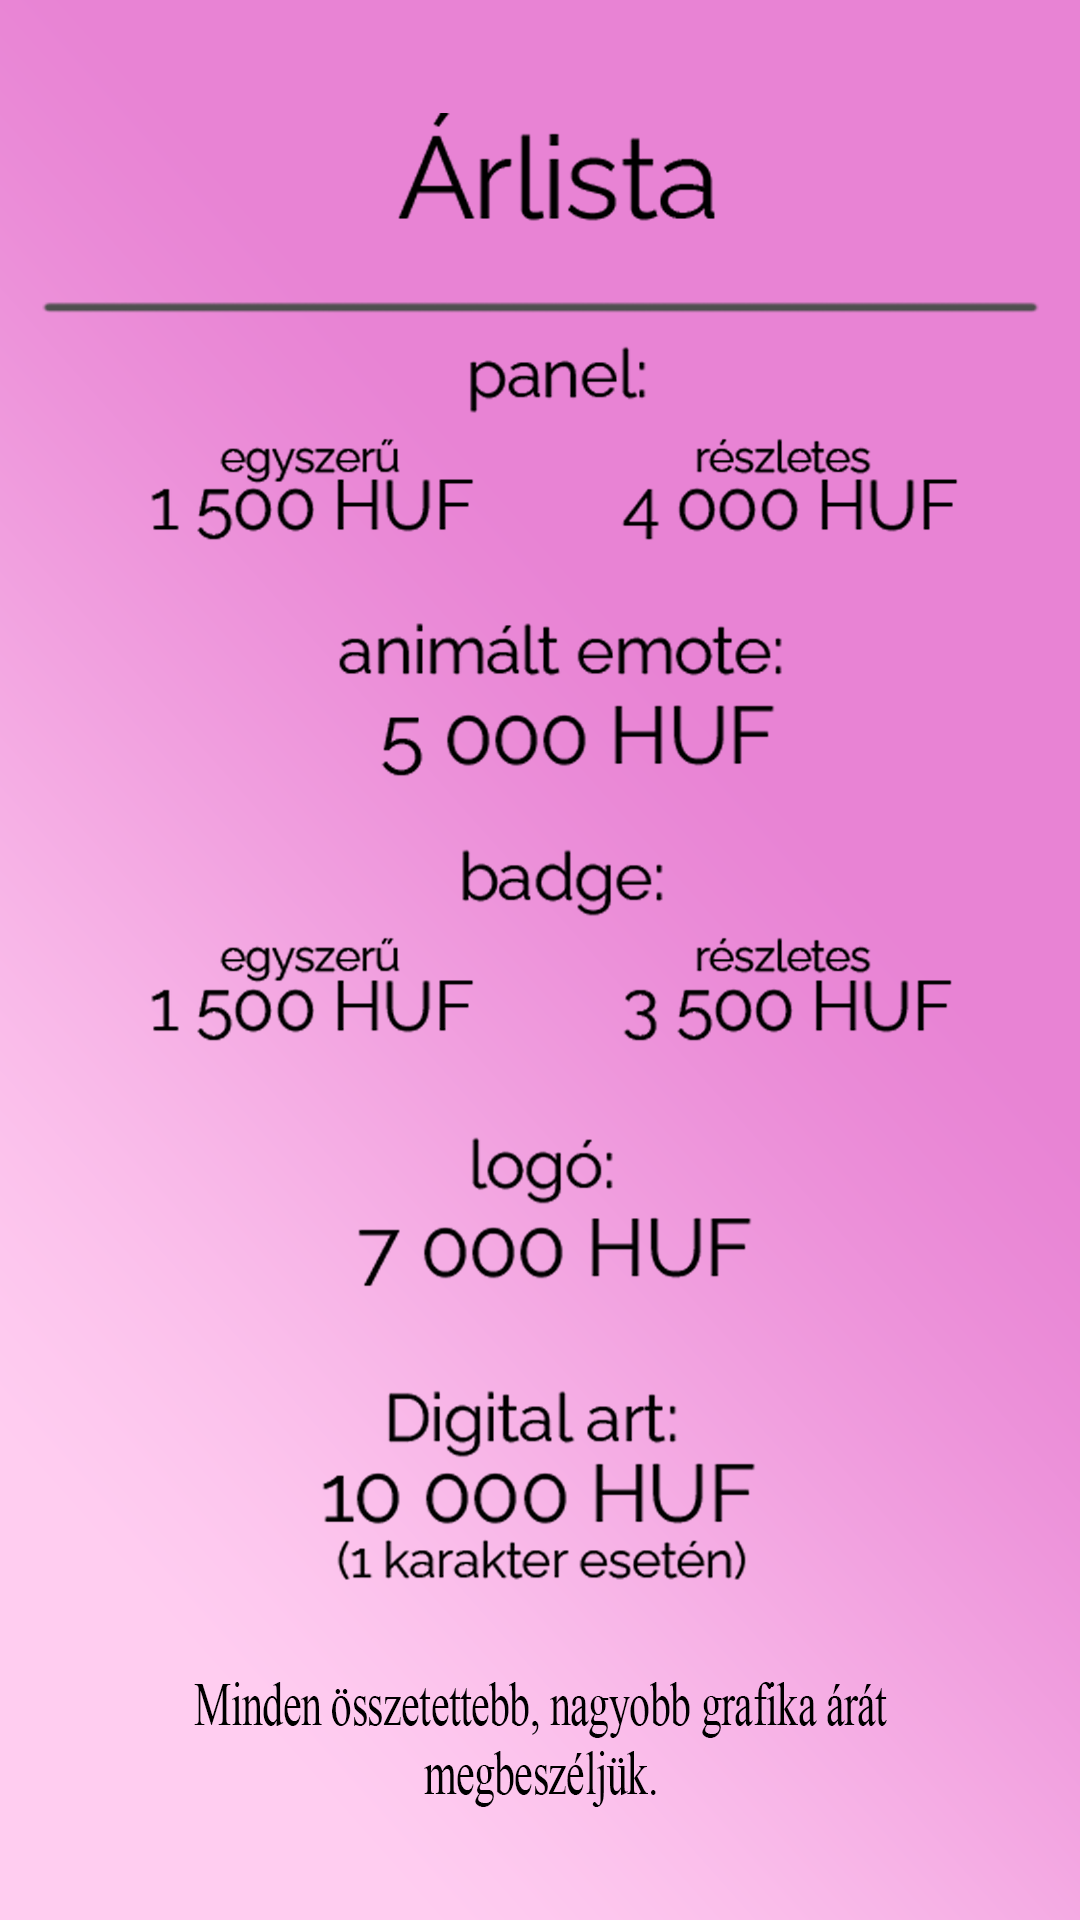 Árlista
panel:
egyszerű részletes
1 500 HUF 4 000 HUF
animált emote:
5 000 HUF
badge:
egyszerű részletes
1 500 HUF 3 500 HUF
logó:
7 000 HUF
Digital art:
10 000 HUF
(1 karakter esetén)
Minden összetettebb, nagyobb grafika árát
megbeszéljük.